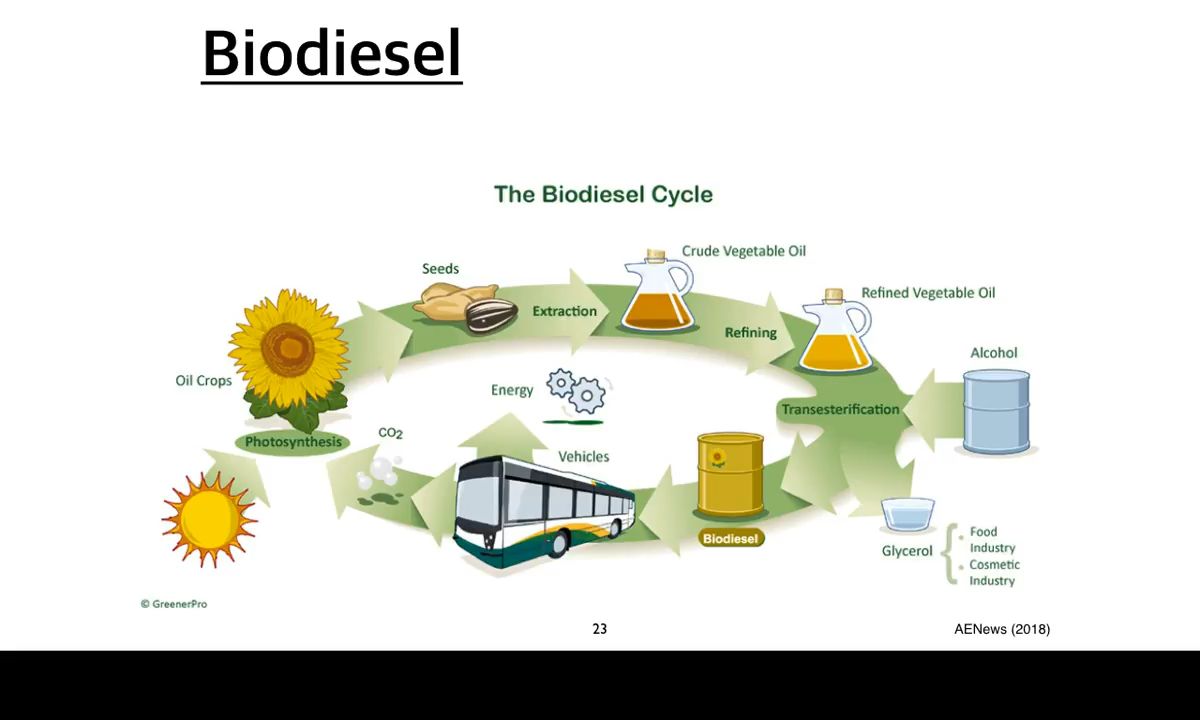 Biodiesel
The Biodiesel Cycle
Crude Vegetable Oil
Seeds
Refined Vegetable Oil
Extraction
Refining
Alcohol
Oil Crops
Energy
Transesterification
CO2
Photosynthesis
Vehicles
Biodiesel
Glycerol
• Food
Industry
• Cosmetic
Industry
© GreenerPro
23
AENews (2018)